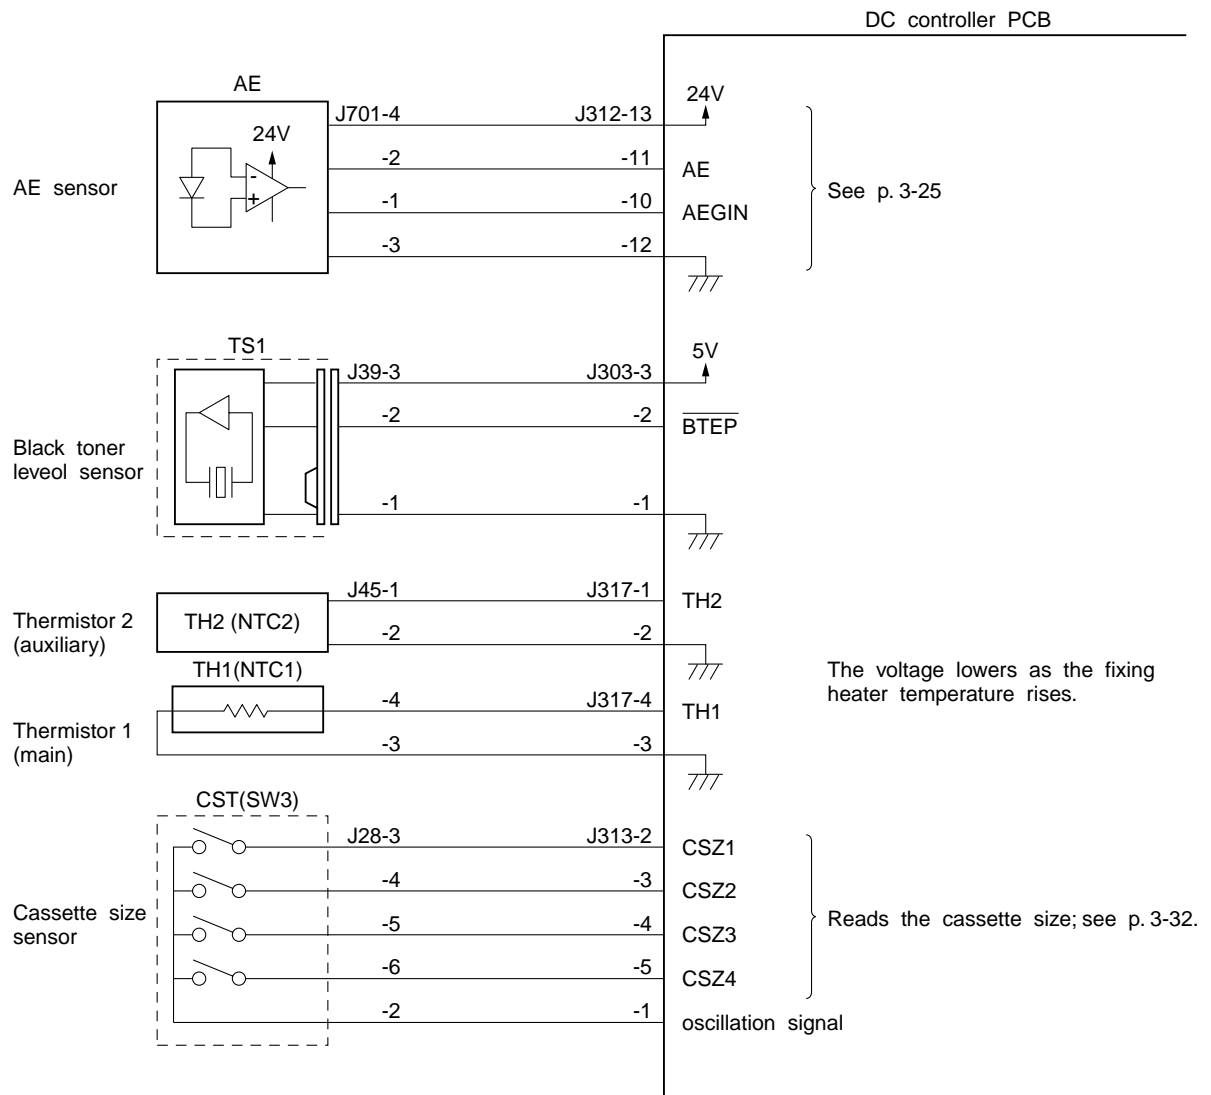 DC controller PCB
AE
J701-4 J312-13 24V
24V
-2 -11 AE
AE sensor
-
+
See p. 3-25
-1 -10 AEGIN
-3 -12
TS1
5V
J39-3 J303-3
-2 -2 BTEP
Black toner
leveol sensor
-1 -1
J45-1 J317-1 TH2
Thermistor 2
(auxiliary)
TH2 (NTC2)
-2 -2
TH1(NTC1)
The voltage lowers as the fixing
heater temperature rises.
-4 J317-4 TH1
Thermistor 1
(main)
-3 -3
CST(SW3)
J28-3 J313-2 CSZ1
-4 -3 CSZ2
Cassette size
sensor
Reads the cassette size; see p. 3-32.
-5 -4 CSZ3
-6 -5 CSZ4
-2 -1 oscillation signal